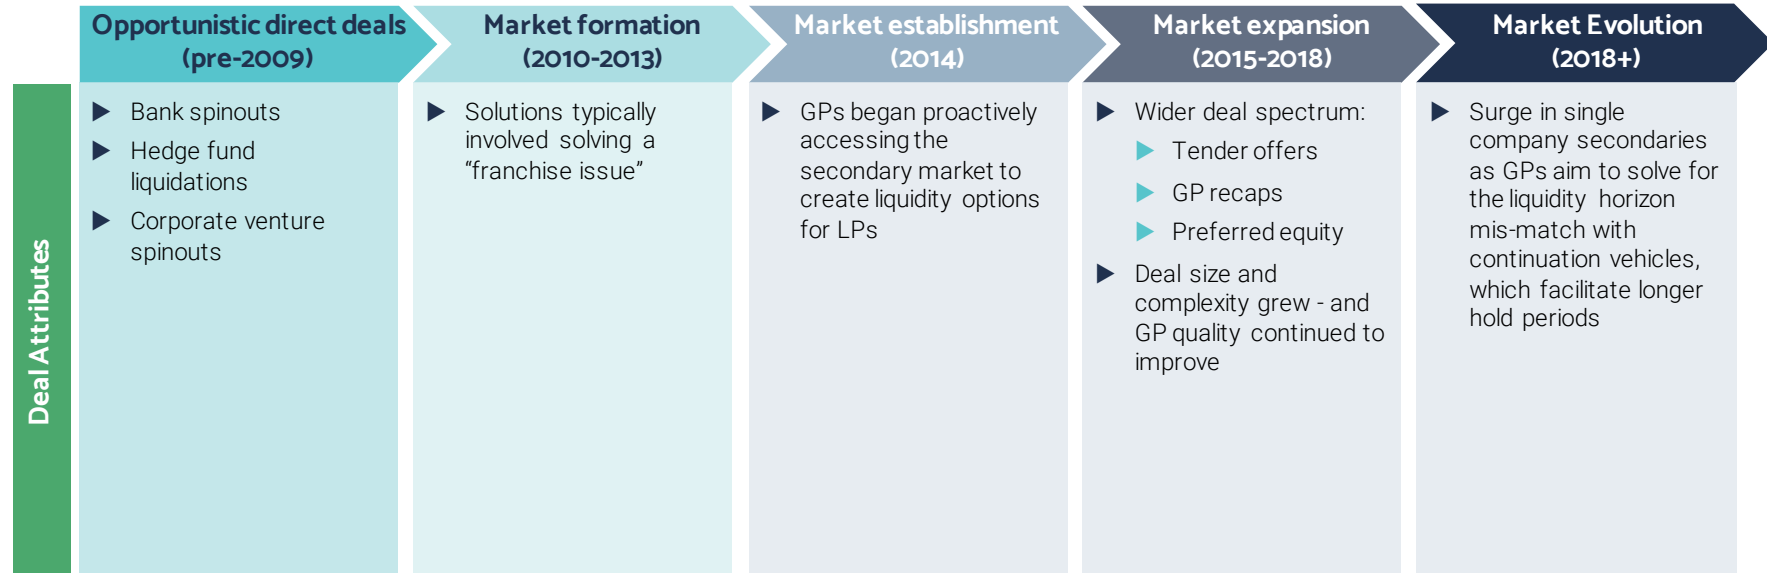 Opportunistic direct deals
(pre-2009)
Market formation
(2010-2013)
Market establishment
(2014)
Market expansion
(2015-2018)
Market Evolution
(2018+)
Deal Attributes
Bank spinouts
Hedge fund
liquidations
Corporate venture
spinouts
Solutions typically
involved solving a
“franchise issue”
GPs began proactively
accessing the
secondary market to
create liquidity options
for LPs
Wider deal spectrum:
Tender offers
GP recaps
Preferred equity
Deal size and
complexity grew - and
GP quality continued to
improve
Surge in single
company secondaries
as GPs aim to solve for
the liquidity horizon
mis-match with
continuation vehicles,
which facilitate longer
hold periods